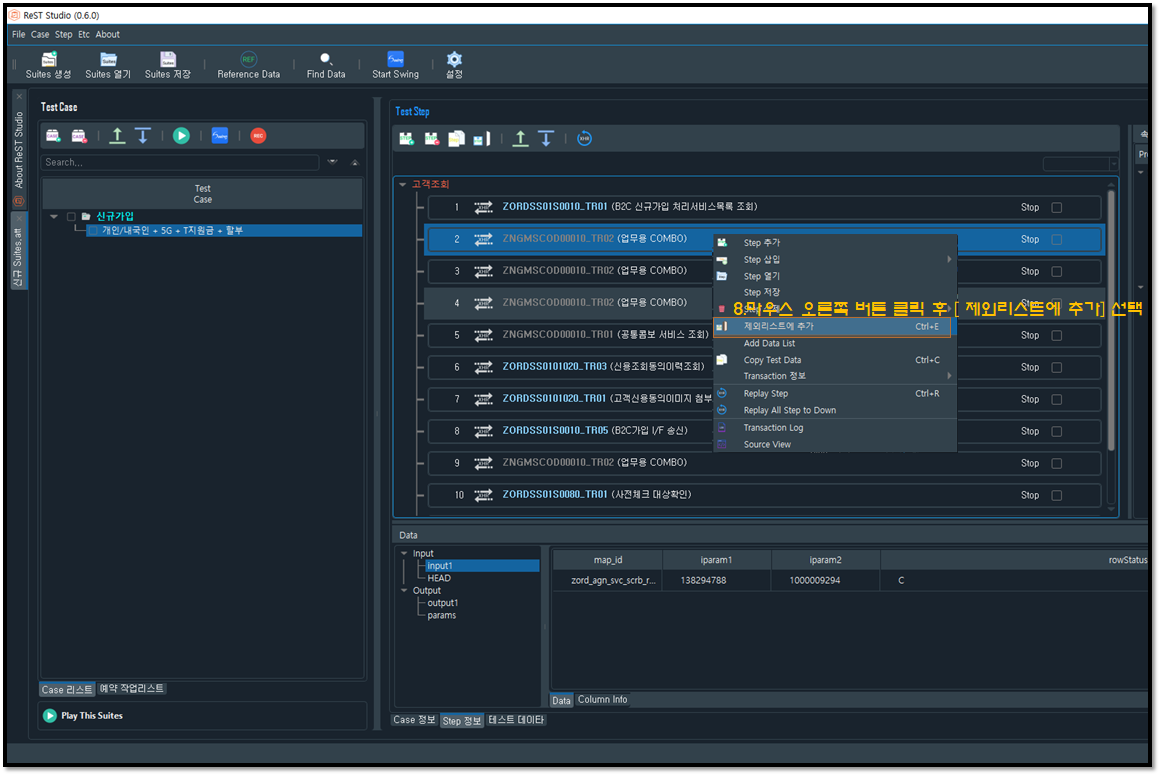 ReST Studio (0.6.0)
File Case Step Etc About
Suites 생성 Suites 열기 Suites 저장 Reference Data Find Data Start Swing 설정
About ReST Studio
신규 Suites.att
Test Case
Search...
Test
Case
신규가입
개인/내국인 + 5G + T지원금 + 할부
Case 리스트 예약 작업리스트
Play This Suites
Test Step
고객조회
1 ZORDSS01S0010_TR01 (B2C 신규가입 처리서비스목록 조회) Stop
2 ZNGMSCOD00010_TR02 (업무용 COMBO) Stop
3 ZNGMSCOD00010_TR02 (업무용 COMBO) Stop
4 ZNGMSCOD00010_TR02 (업무용 COMBO) Stop
5 ZNGMSCOD00010_TR01 (공통콤보 서비스 조회) Stop
6 ZORDSS0101020_TR03 (신용조회동의이력조회) Stop
7 ZORDSS0101020_TR01 (고객신용동의이미지 첨부 Stop
8 ZORDSS01S0010_TR05 (B2C가입 I/F 송신) Stop
9 ZNGMSCOD00010_TR02 (업무용 COMBO) Stop
10 ZORDSS01S0080_TR01 (사전체크 대상확인) Stop
Step 추가
Step 삽입
Step 열기
Step 저장
8마우스 오른쪽 버튼 클릭 후 [ 제외리스트에 추가] 선택
제외리스트에 추가 Ctrl+E
Add Data List
Copy Test Data Ctrl+C
Transaction 정보
Replay Step Ctrl+R
Replay All Step to Down
Transaction Log
Source View
Data
Input
input1
HEAD
Output
output1
params
map_id iparam1 iparam2 rowStatus
zord_agn_svc_scrb_r... 138294788 1000009294 C
Data Column Info
Case 정보 Step 정보 테스트 데이타